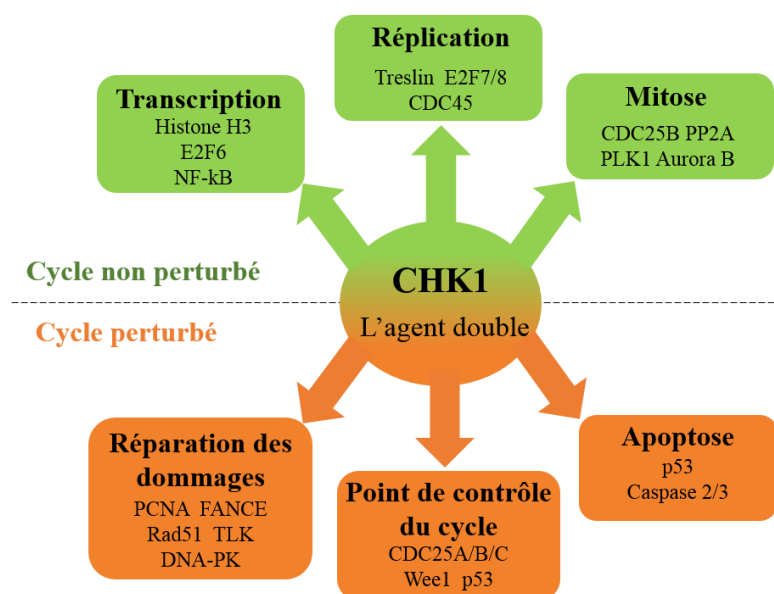 Réplication
Treslin E2F7/8
CDC45
Transcription
Histone H3
E2F6
NF-kB
Mitose
CDC25B PP2A
PLK1 Aurora B
Cycle non perturbé
CHK1
L'agent double
Cycle perturbé
Réparation des
dommages
PCNA FANCE
Rad51 TLK
DNA-PK
Point de contrôle
du cycle
CDC25A/B/C
Wee1 p53
Apoptose
p53
Caspase 2/3